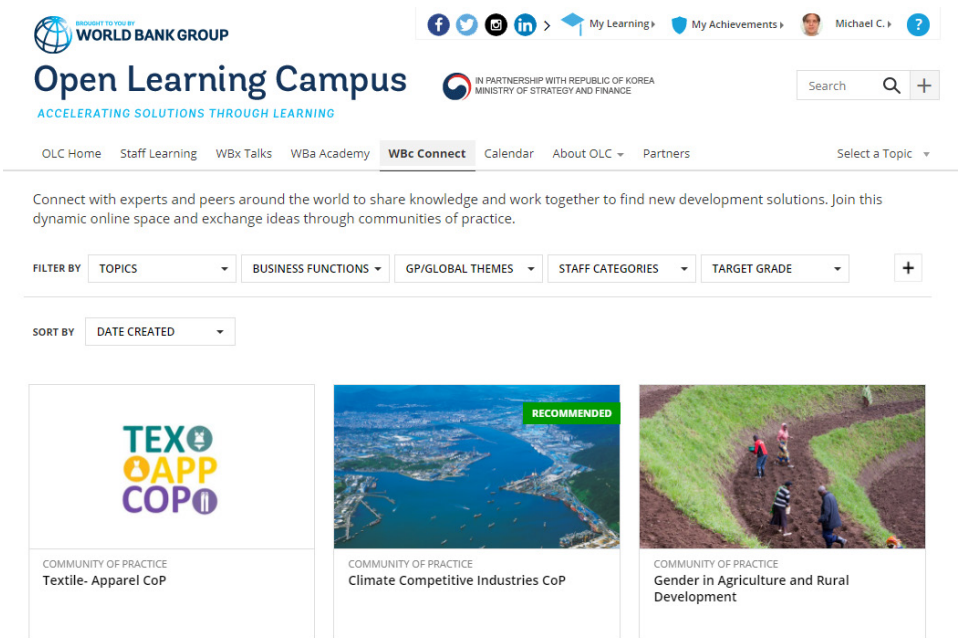 BROUGHT TO YOU BY
WORLD BANK GROUP
My Learning
My Achievements
Michael C.
?
Open Learning Campus
ACCELERATING SOLUTIONS THROUGH LEARNING
IN PARTNERSHIP WITH REPUBLIC OF KOREA
MINISTRY OF STRATEGY AND FINANCE
Search
+
OLC Home Staff Learning WBx Talks WBa Academy WBc Connect Calendar About OLC Partners Select a Topic
Connect with experts and peers around the world to share knowledge and work together to find new development solutions. Join this
dynamic online space and exchange ideas through communities of practice.
FILTER BY TOPICS BUSINESS FUNCTIONS GP/GLOBAL THEMES STAFF CATEGORIES TARGET GRADE +
SORT BY DATE CREATED
TEX
APP
COP
RECOMMENDED
COMMUNITY OF PRACTICE
Textile- Apparel CoP
COMMUNITY OF PRACTICE
Climate Competitive Industries CoP
COMMUNITY OF PRACTICE
Gender in Agriculture and Rural
Development